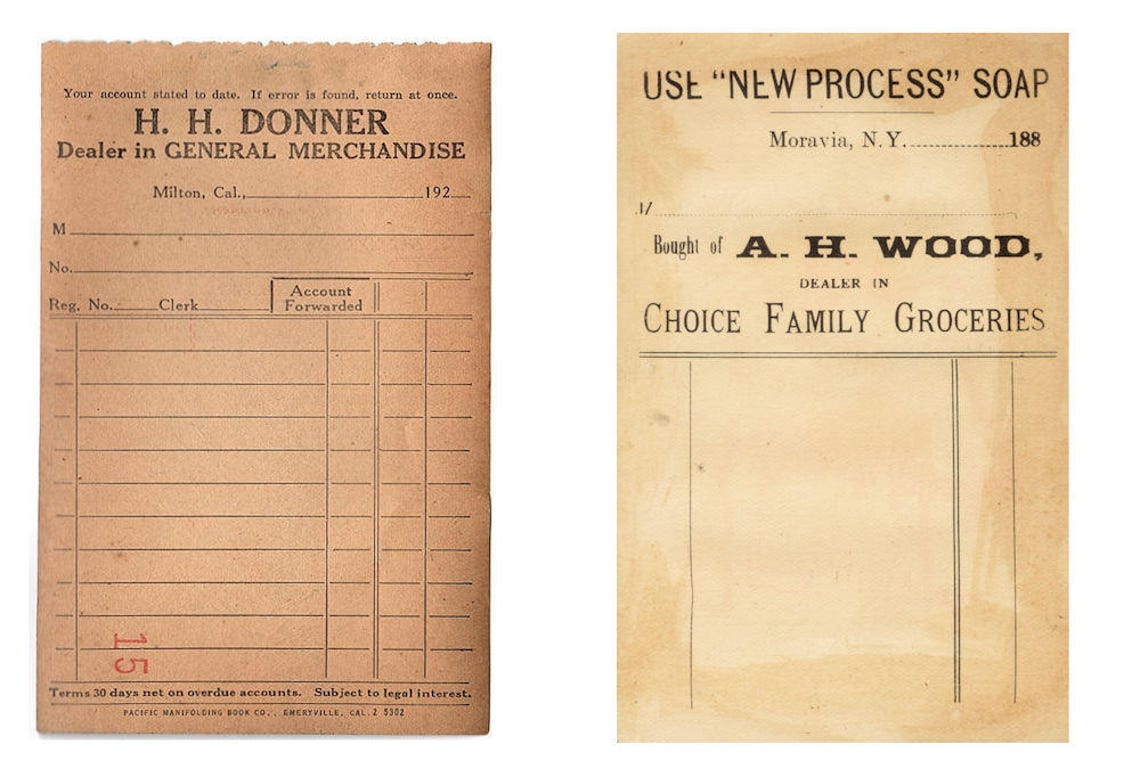 Your account stated to date. If error is found, return at once.
H. H. DONNER
Dealer in GENERAL MERCHANDISE
Milton, Cal., 192
M
No.
Reg. No. Clerk
Account
Forwarded
15
Terms 30 days net on overdue accounts. Subject to legal interest.
PACIFIC MANIFOLDING BOOK CO., EMERYVILLE, CAL. 2 5302
USE "NEW PROCESS" SOAP
Moravia, N. Y. 188
M
Bought of A. H. WOOD,
DEALER IN
CHOICE FAMILY GROCERIES